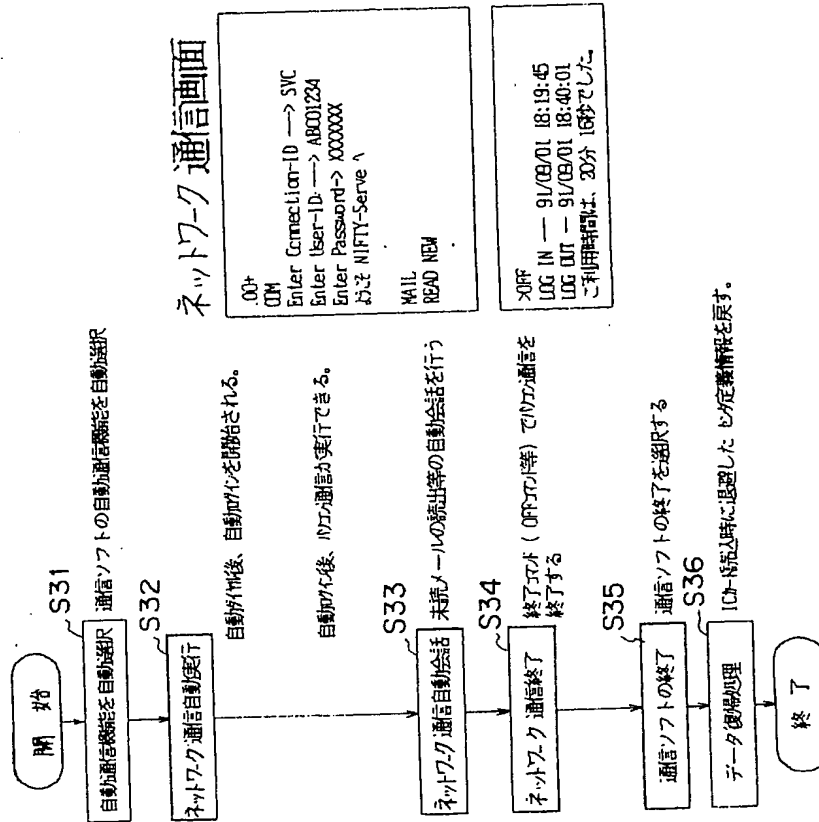 開 始
S31
自動通信機能を自動選択
通信ソフトの自動通信機能を自動選択
S32
ネットワーク通信自動実行
自動ダイヤル後、自動ログインを開始される。
自動ログイン後、パソコン通信が実行できる。
S33
ネットワーク通信自動会話
未読メールの読出等の自動会話を行う
S34
ネットワーク通信終了
終了コマンド ( OFFコマンド等 ) でパソコン通信を
終了する
S35
通信ソフトの終了
通信ソフトの終了を選択する
S36
データ復帰処理
ICカード挿込時に退避した 定義情報を戻す。
終 了
ネットワーク 通信画面
COM
Enter Connection-ID ---> SVC
Enter User-ID ---> ABC01234
Enter Password-> XXXXXXX
ようこそ NIFTY-Serve へ
MAIL
READ NEW
>OFF
LOG IN -- 91/09/01 18:19:45
LOG OUT - 91/09/01 18:40:01
ご利用時間は、20分 16秒でした。